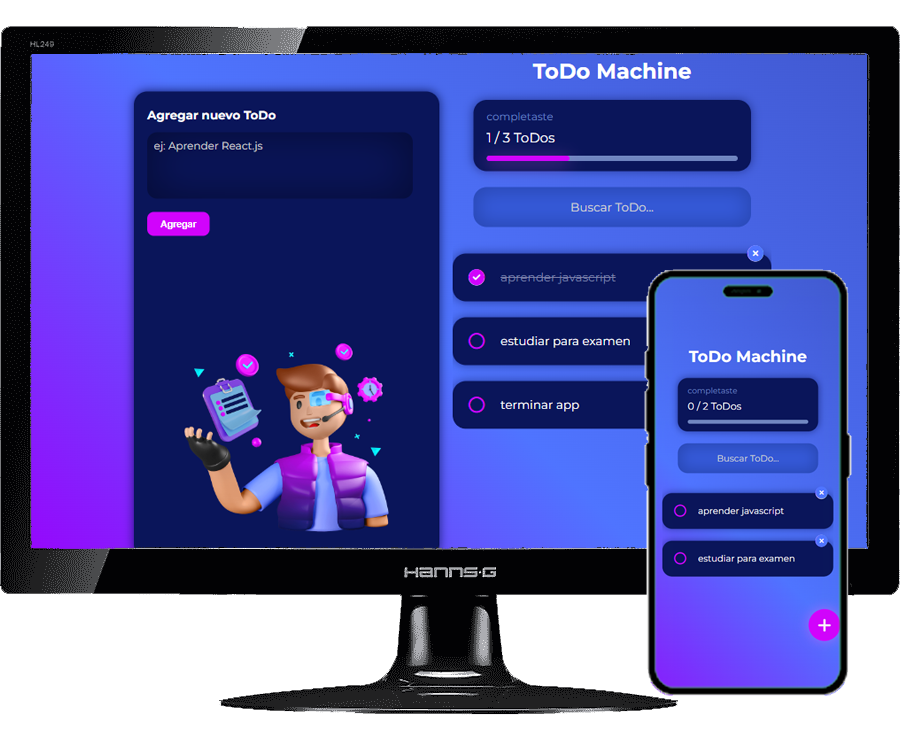 HL249
ToDo Machine
Agregar nuevo ToDo
ej: Aprender React.js
Agregar
completaste
1 / 3 ToDos
Buscar ToDo...
aprender javascript
estudiar para examen
terminar app
HANNS·G
ToDo Machine
completaste
0 / 2 ToDos
Buscar ToDo...
aprender javascript
estudiar para examen